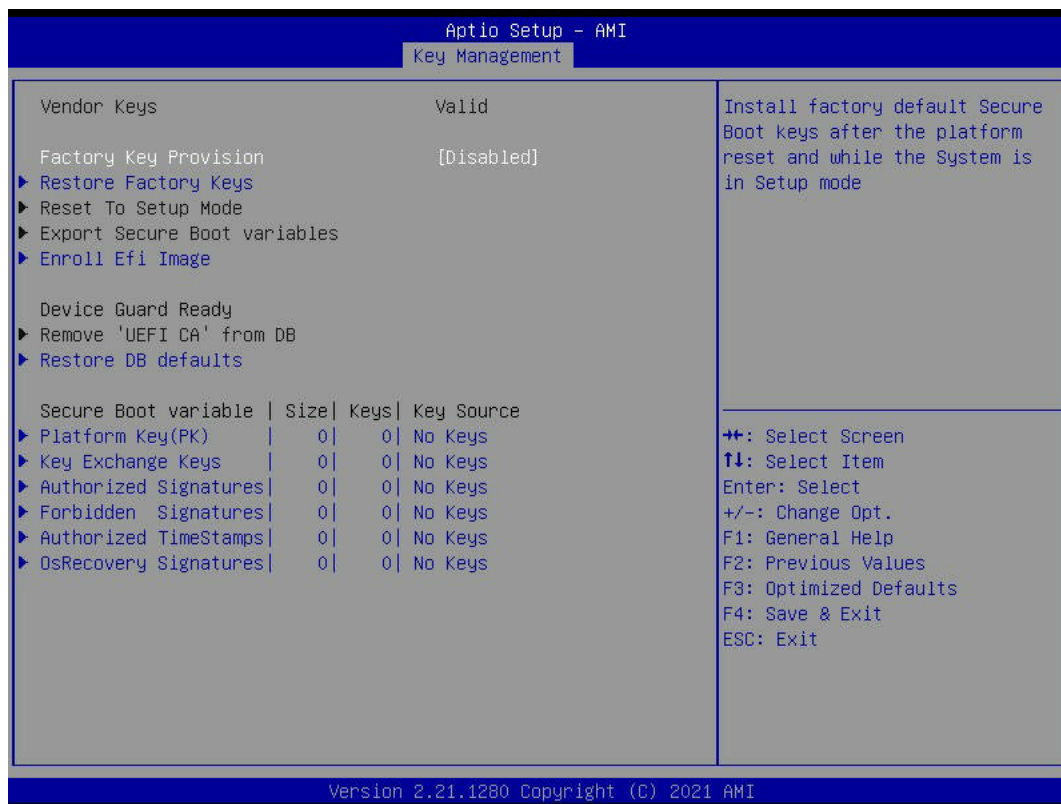 Aptio Setup - AMI
Key Management
Vendor Keys Valid
Factory Key Provision [Disabled]
▶ Restore Factory Keys
▶ Reset To Setup Mode
▶ Export Secure Boot variables
▶ Enroll Efi Image
Device Guard Ready
▶ Remove 'UEFI CA' from DB
▶ Restore DB defaults
Secure Boot variable | Size| Keys| Key Source
▶ Platform Key(PK) | 0| 0| No Keys
▶ Key Exchange Keys | 0| 0| No Keys
▶ Authorized Signatures| 0| 0| No Keys
▶ Forbidden Signatures| 0| 0| No Keys
▶ Authorized TimeStamps| 0| 0| No Keys
▶ OsRecovery Signatures| 0| 0| No Keys
Install factory default Secure
Boot keys after the platform
reset and while the System is
in Setup mode
→←: Select Screen
↑↓: Select Item
Enter: Select
+/-: Change Opt.
F1: General Help
F2: Previous Values
F3: Optimized Defaults
F4: Save & Exit
ESC: Exit
Version 2.21.1280 Copyright (C) 2021 AMI